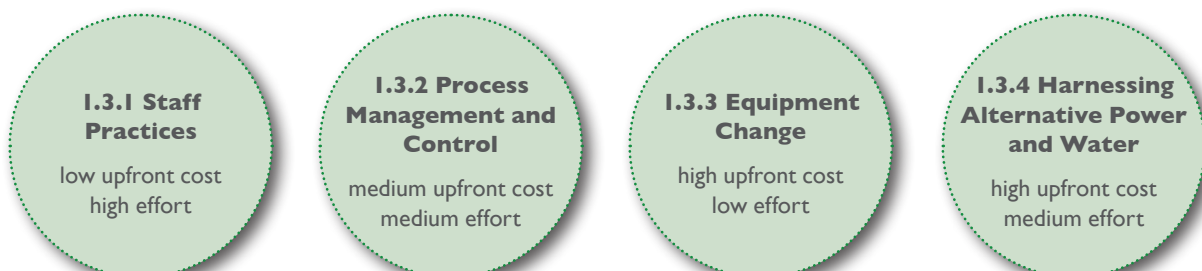 1.3.1 Staff
Practices
low upfront cost
high effort
1.3.2 Process
Management and
Control
medium upfront cost
medium effort
1.3.3 Equipment
Change
high upfront cost
low effort
1.3.4 Harnessing
Alternative Power
and Water
high upfront cost
medium effort